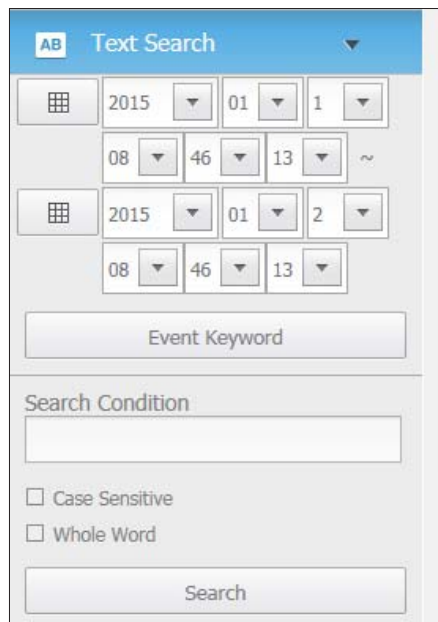 AB Text Search
2015 01 1
08 46 13 ~
2015 01 2
08 46 13
Event Keyword
Search Condition
Case Sensitive
Whole Word
Search